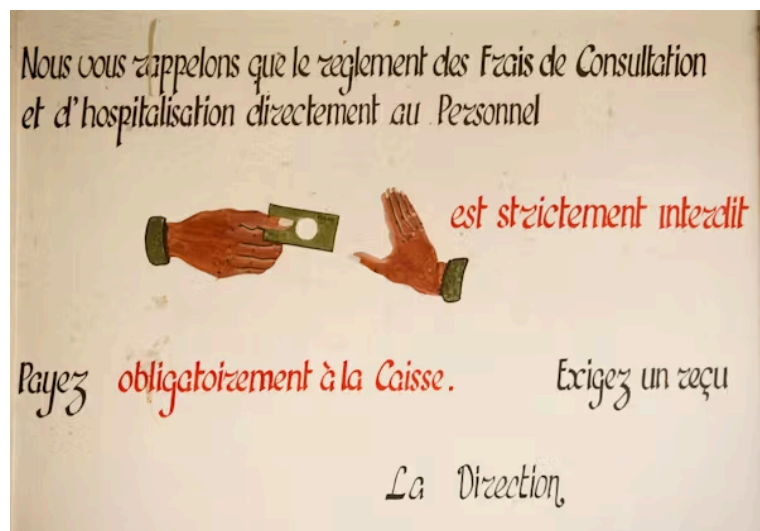 Nous vous rappelons que le règlement des Frais de Consultation
et d'hospitalisation directement au Personnel
est strictement interdit
Payez obligatoirement à la Caisse. Exigez un reçu
La Direction